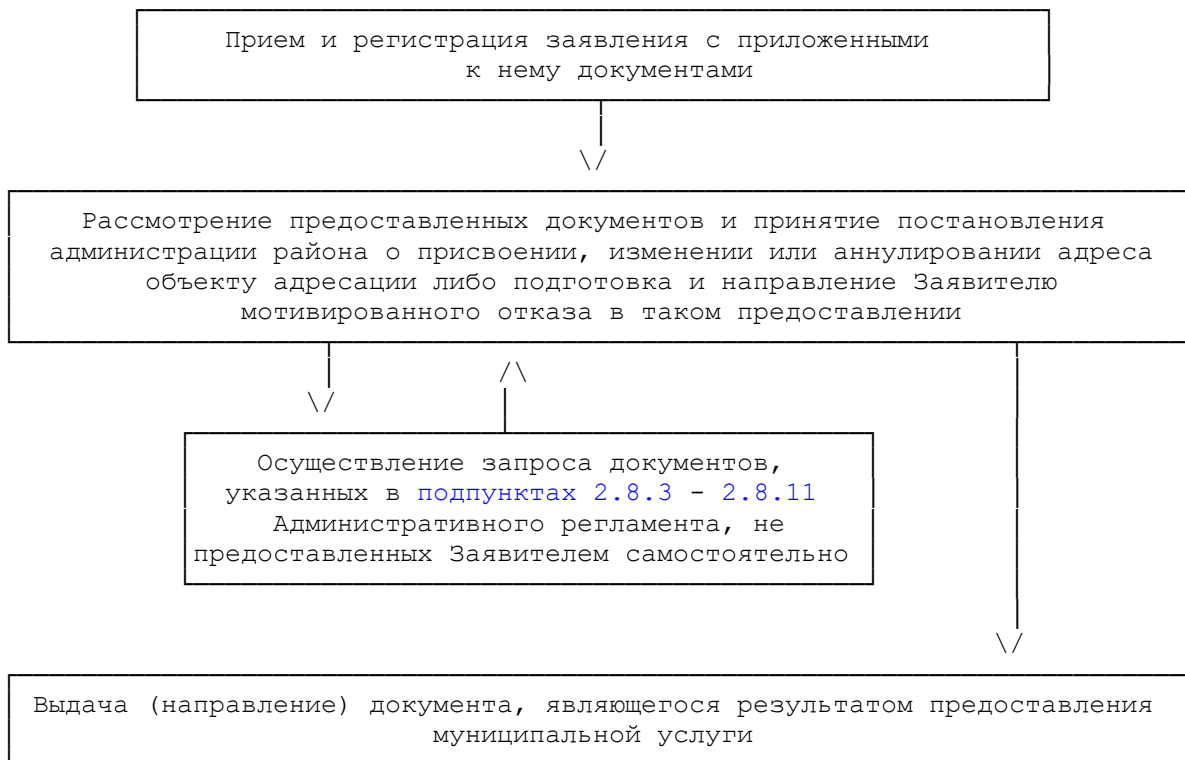 Прием и регистрация заявления с приложенными
к нему документами
Рассмотрение предоставленных документов и принятие постановления
администрации района о присвоении, изменении или аннулировании адреса
объекту адресации либо подготовка и направление Заявителю
мотивированного отказа в таком предоставлении
Осуществление запроса документов,
указанных в подпунктах 2.8.3 - 2.8.11
Административного регламента, не
предоставленных Заявителем самостоятельно
Выдача (направление) документа, являющегося результатом предоставления
муниципальной услуги